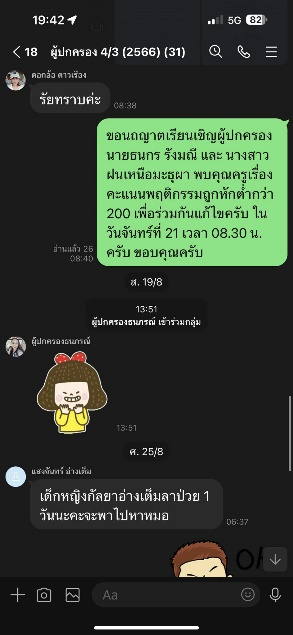 19:42
5G 82
18 ผู้ปกครอง 4/3 (2566) (31)
ดอกอ้อ ดาวเรือง
รับทราบค่ะ
08:38
ขออนุญาตเรียนเชิญผู้ปกครอง
นายธนกร รังมณี และ นางสาว
ฝนเหนือมะธุผา พบคุณครูเรื่อง
คะแนนพฤติกรรมถูกหักต่ำกว่า
200 เพื่อร่วมกันแก้ไขครับ ใน
วันจันทร์ที่ 21 เวลา 08.30 น.
ครับ ขอบคุณครับ
อ่านแล้ว 26
08:40
ส. 19/8
13:51
ผู้ปกครองธนภรณ์ เข้าร่วมกลุ่ม
ผู้ปกครองธนภรณ์
13:51
ศ. 25/8
แสงจันทร์ อ่างเต็ม
เด็กหญิงกัลยาอ่างเต็มลาป่วย 1
วันนะคะจะพาไปหาหมอ
06:37
Aa